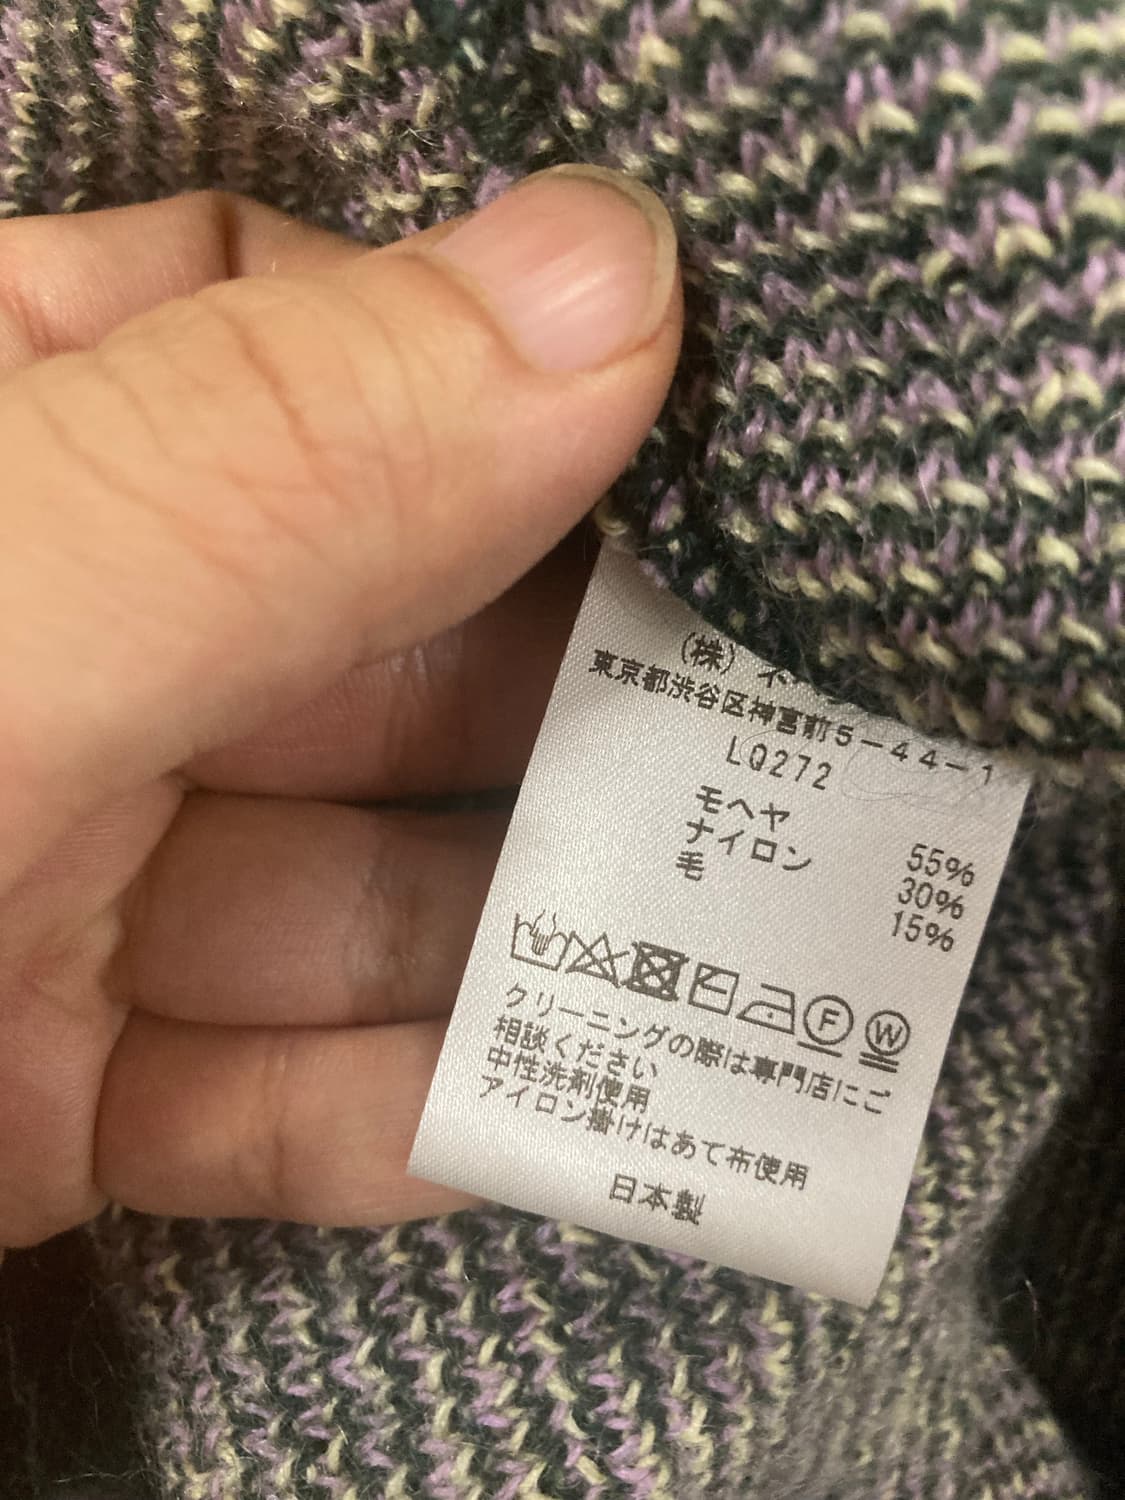 (株)
東京都渋谷区神宮前5-44-1
LQ272
モヘヤ 55%
ナイロン 30%
毛 15%
F W
クリーニングの際は専門店にご
相談ください
中性洗剤使用
アイロン掛けはあて布使用
日本製